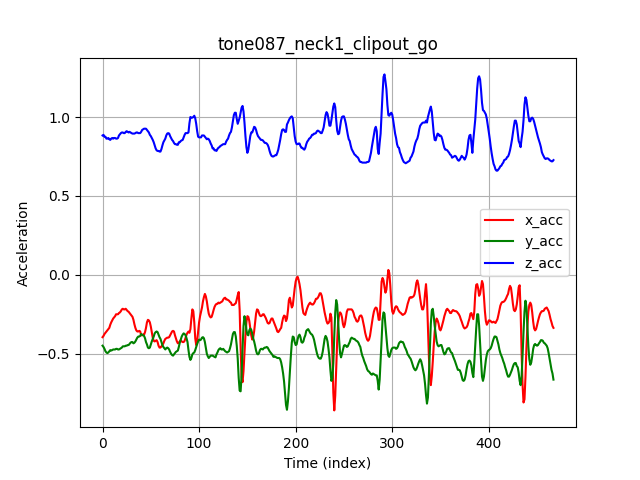 tone087_neck1_clipout_go
1.0
0.5
0.0
−0.5
Acceleration
x_acc
y_acc
z_acc
0
100
200
300
400
Time (index)